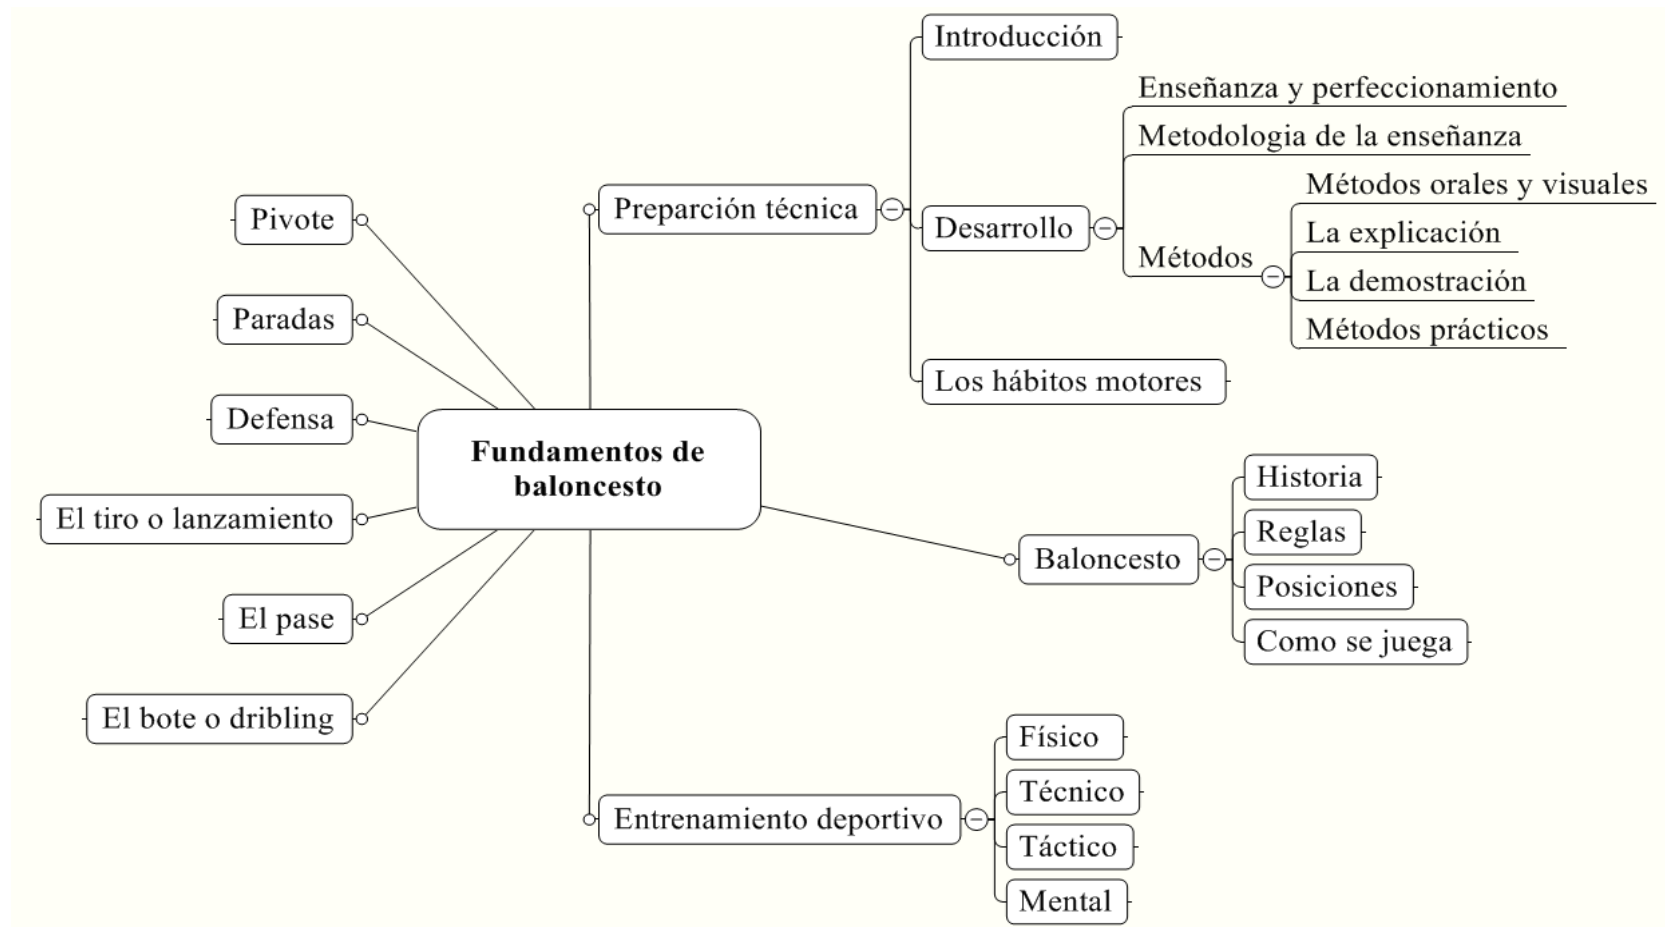 Fundamentos de
baloncesto
Preparción técnica
Introducción
Desarrollo
Enseñanza y perfeccionamiento
Metodologia de la enseñanza
Métodos
Métodos orales y visuales
La explicación
La demostración
Métodos prácticos
Los hábitos motores
Baloncesto
Historia
Reglas
Posiciones
Como se juega
Entrenamiento deportivo
Físico
Técnico
Táctico
Mental
Pivote
Paradas
Defensa
El tiro o lanzamiento
El pase
El bote o dribling